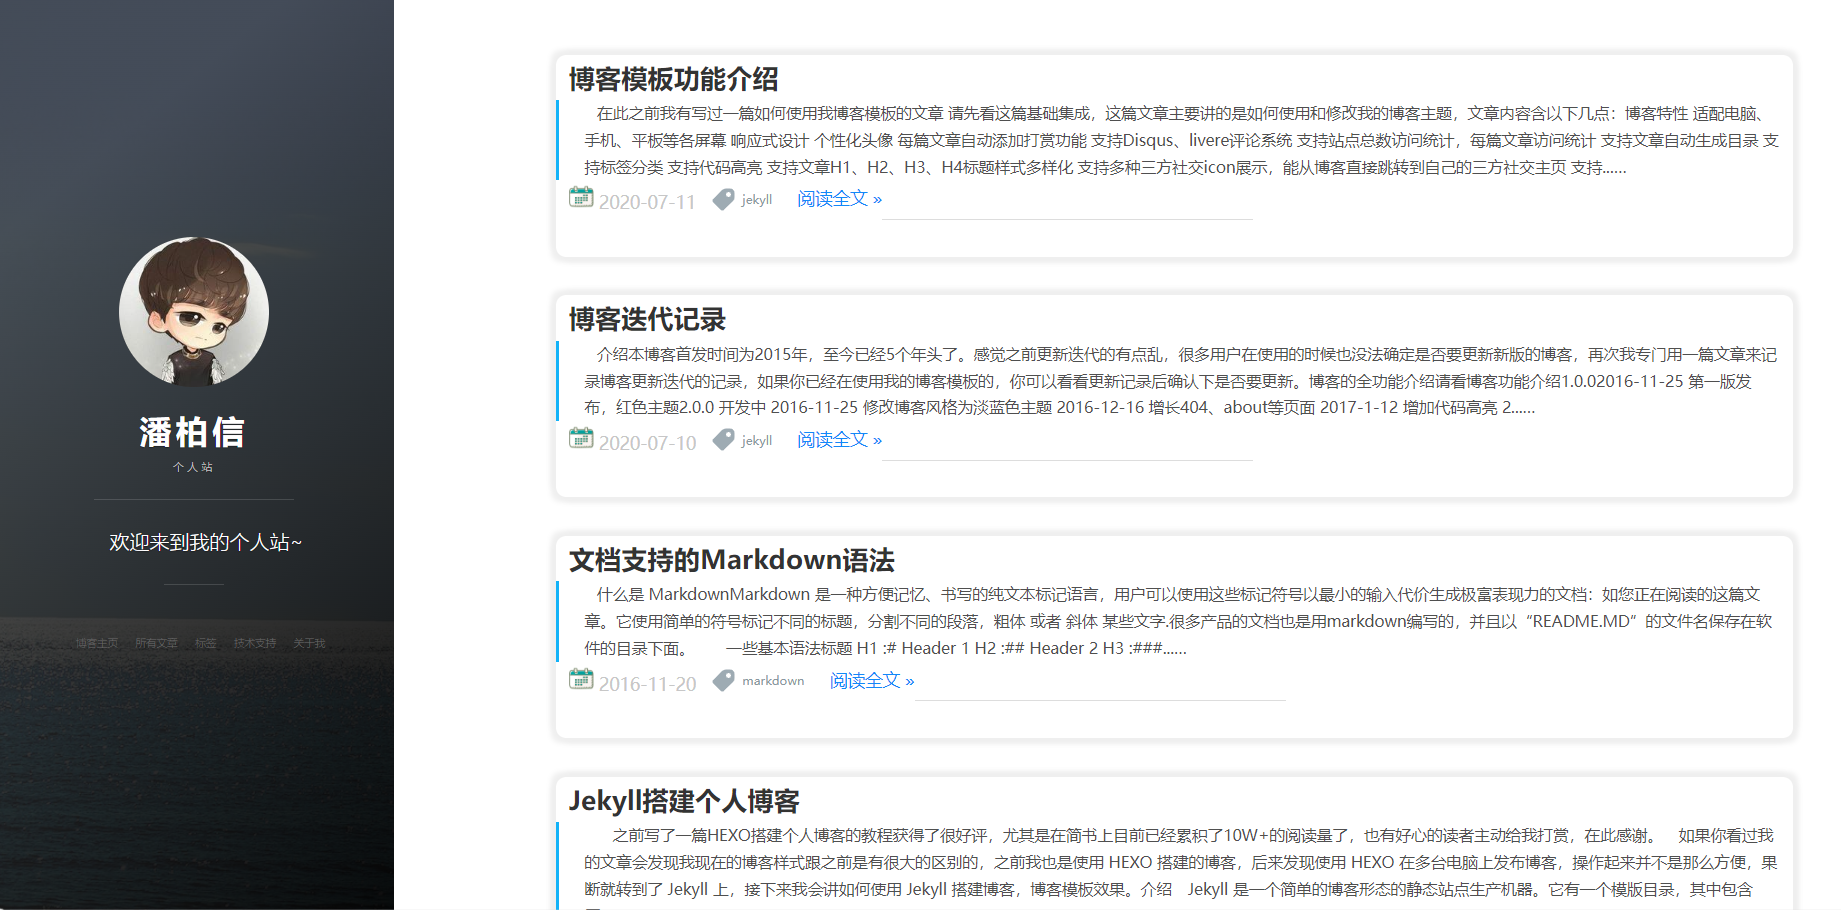 潘柏信
个人站
欢迎来到我的个人站~
博客主页 所有文章 标签 技术支持 关于我
博客模板功能介绍
在此之前我有写过一篇如何使用我博客模板的文章 请先看这篇基础集成，这篇文章主要讲的是如何使用和修改我的博客主题，文章内容含以下几点：博客特性 适配电脑、
手机、平板等各屏幕 响应式设计 个性化头像 每篇文章自动添加打赏功能 支持Disqus、livere评论系统 支持站点总数访问统计，每篇文章访问统计 支持文章自动生成目录 支
持标签分类 支持代码高亮 支持文章H1、H2、H3、H4标题样式多样化 支持多种三方社交icon展示，能从博客直接跳转到自己的三方社交主页 支持......
2020-07-11 jekyll 阅读全文 »
博客迭代记录
介绍本博客首发时间为2015年，至今已经5个年头了。感觉之前更新迭代的有点乱，很多用户在使用的时候也没法确定是否要更新新版的博客，再次我专门用一篇文章来记
录博客更新迭代的记录，如果你已经在使用我的博客模板的，你可以看看更新记录后确认下是否要更新。博客的全功能介绍请看博客功能介绍1.0.02016-11-25 第一版发
布，红色主题2.0.0 开发中 2016-11-25 修改博客风格为淡蓝色主题 2016-12-16 增长404、about等页面 2017-1-12 增加代码高亮 2......
2020-07-10 jekyll 阅读全文 »
文档支持的Markdown语法
什么是 MarkdownMarkdown 是一种方便记忆、书写的纯文本标记语言，用户可以使用这些标记符号以最小的输入代价生成极富表现力的文档：如您正在阅读的这篇文
章。它使用简单的符号标记不同的标题，分割不同的段落，粗体 或者 斜体 某些文字.很多产品的文档也是用markdown编写的，并且以“README.MD”的文件名保存在软
件的目录下面。 一些基本语法标题 H1 :# Header 1 H2 :## Header 2 H3 :###......
2016-11-20 markdown 阅读全文 »
Jekyll搭建个人博客
之前写了一篇HEXO搭建个人博客的教程获得了很好评，尤其是在简书上目前已经累积了10W+的阅读量了，也有好心的读者主动给我打赏，在此感谢。 如果你看过我
的文章会发现我现在的博客样式跟之前是有很大的区别的，之前我也是使用 HEXO 搭建的博客，后来发现使用 HEXO 在多台电脑上发布博客，操作起来并不是那么方便，果
断就转到了 Jekyll 上，接下来我会讲如何使用 Jekyll 搭建博客，博客模板效果。介绍 Jekyll 是一个简单的博客形态的静态站点生产机器。它有一个模版目录，其中包含